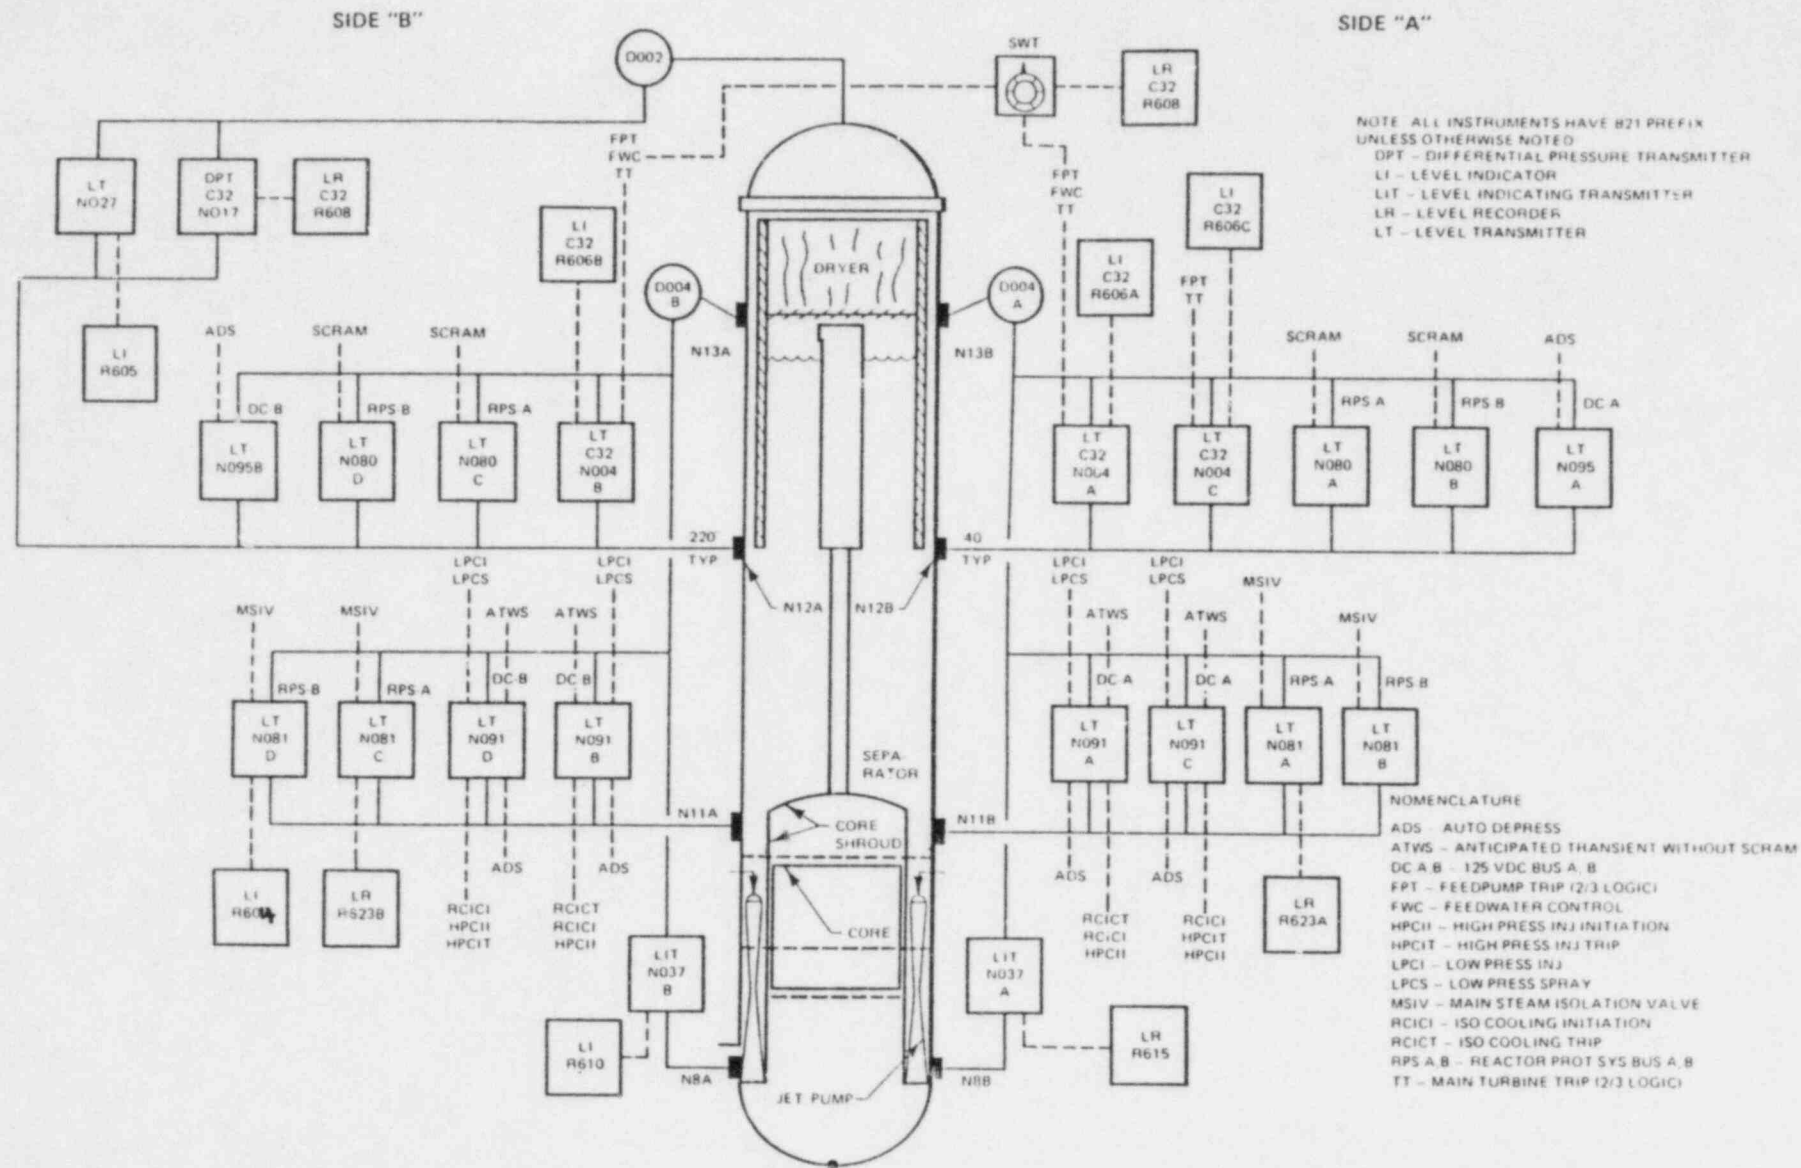 SIDE "B"
SIDE "A"
D002
SWT
LR
C32
R608
NOTE ALL INSTRUMENTS HAVE B21 PREFIX
UNLESS OTHERWISE NOTED
DPT – DIFFERENTIAL PRESSURE TRANSMITTER
LI – LEVEL INDICATOR
LIT – LEVEL INDICATING TRANSMITTER
LR – LEVEL RECORDER
LT – LEVEL TRANSMITTER
LT
NO27
DPT
C32
NO17
LR
C32
R608
FPT
FWC
TT
LI
C32
R606B
FPT
FWC
TT
LI
C32
R606C
LI
C32
R606A
FPT
TT
DRYER
D004
B
D004
A
LI
R605
ADS
SCRAM
SCRAM
N13A
N13B
SCRAM
SCRAM
ADS
DC B
RPS B
RPS A
RPS A
RPS B
DC A
LT
N095B
LT
N080
D
LT
N080
C
LT
C32
N004
B
LT
C32
N004
A
LT
C32
N004
C
LT
N080
A
LT
N080
B
LT
N095
A
220
TYP
40
TYP
LPCI
LPCS
LPCI
LPCS
LPCI
LPCS
LPCI
LPCS
N12A
N12B
MSIV
MSIV
ATWS
ATWS
ATWS
ATWS
MSIV
MSIV
RPS B
RPS A
DC B
DC B
DC A
DC A
RPS A
RPS B
LT
N081
D
LT
N081
C
LT
N091
D
LT
N091
B
LT
N091
A
LT
N091
C
LT
N081
A
LT
N081
B
SEPA-
RATOR
N11A
N11B
CORE
SHROUD
ADS
ADS
ADS
ADS
LI
LR
R623B
RCICI
HPCII
HPCIT
RCICT
RCICI
HPCII
RCICT
RCICI
HPCII
RCICI
HPCIT
HPCII
LR
R623A
CORE
LIT
N037
B
LIT
N037
A
LI
R610
LR
R615
N8A
N8B
JET PUMP
NOMENCLATURE
ADS – AUTO DEPRESS
ATWS – ANTICIPATED TRANSIENT WITHOUT SCRAM
DC A,B – 125 VDC BUS A, B
FPT – FEEDPUMP TRIP (2/3 LOGIC)
FWC – FEEDWATER CONTROL
HPCII – HIGH PRESS INJ INITIATION
HPCIT – HIGH PRESS INJ TRIP
LPCI – LOW PRESS INJ
LPCS – LOW PRESS SPRAY
MSIV – MAIN STEAM ISOLATION VALVE
RCICI – ISO COOLING INITIATION
RCICT – ISO COOLING TRIP
RPS A,B – REACTOR PROT SYS BUS A,B
TT – MAIN TURBINE TRIP (2/3 LOGIC)